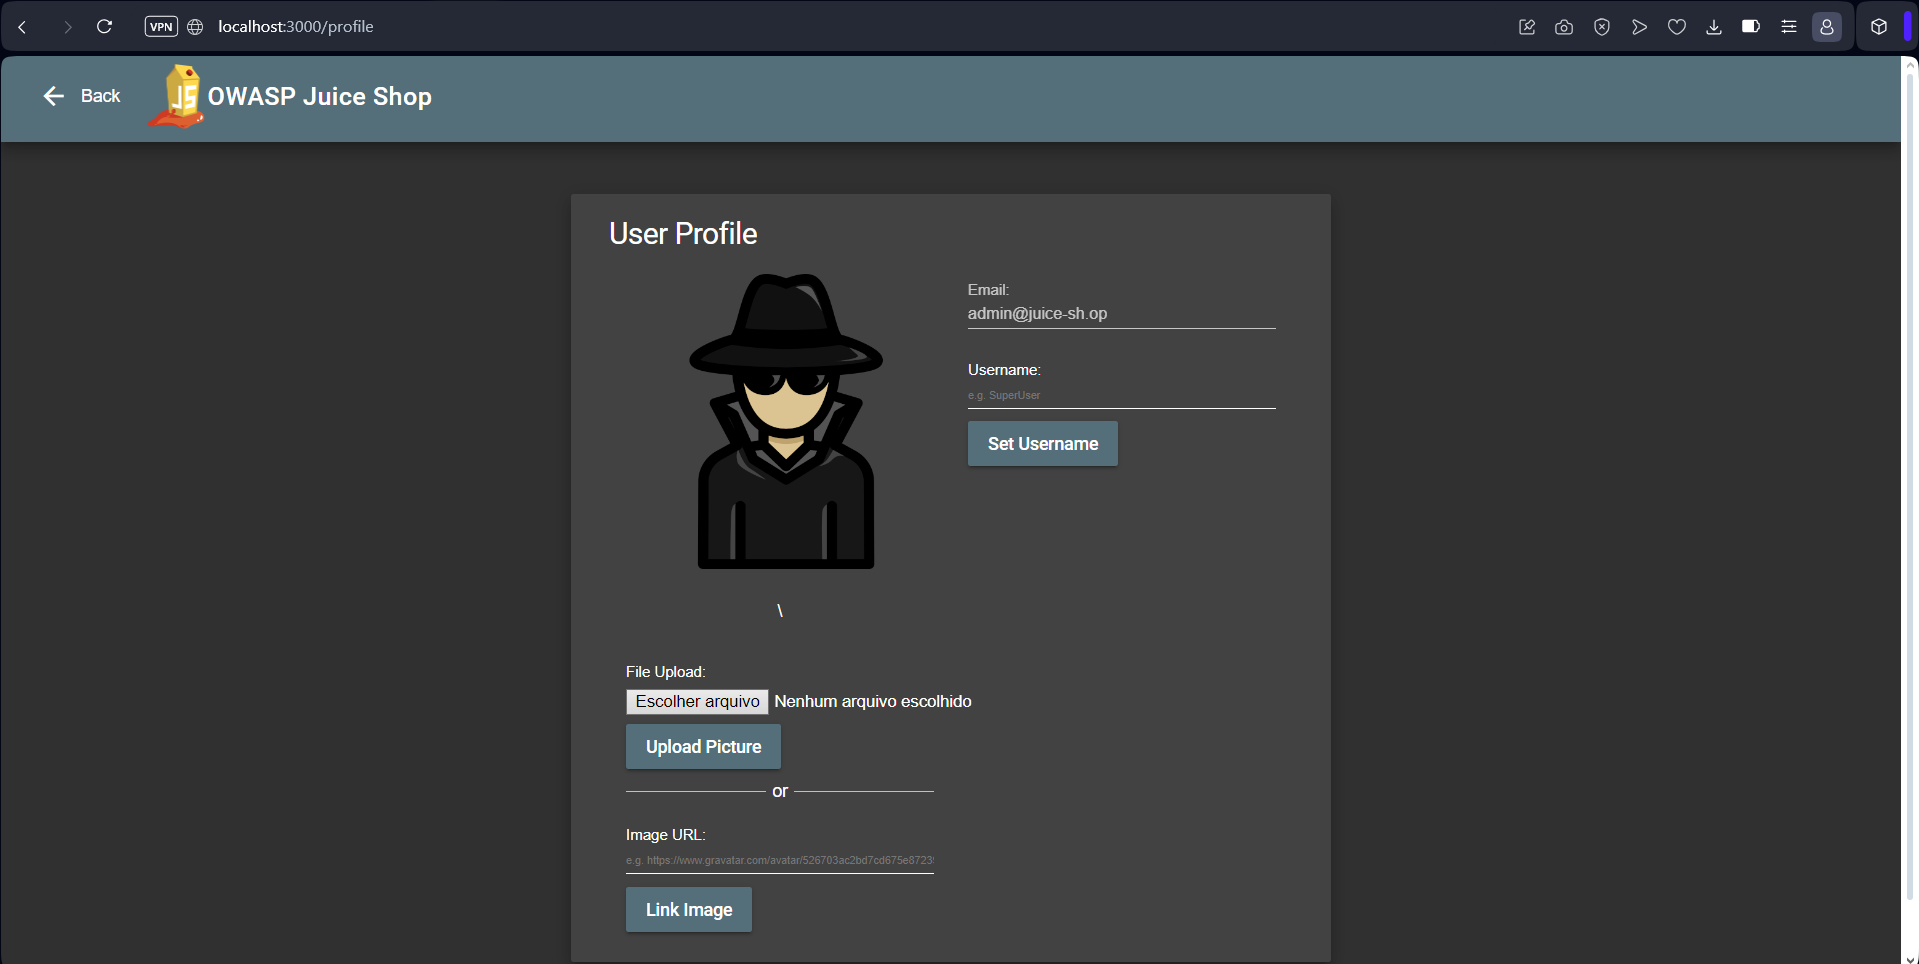 VPN localhost:3000/profile
Back
JS
OWASP Juice Shop
User Profile
Email:
admin@juice-sh.op
Username:
e.g. SuperUser
Set Username
\
File Upload:
Escolher arquivo Nenhum arquivo escolhido
Upload Picture
or
Image URL:
e.g. https://www.gravatar.com/avatar/526703ac2bd7cd675e8723
Link Image